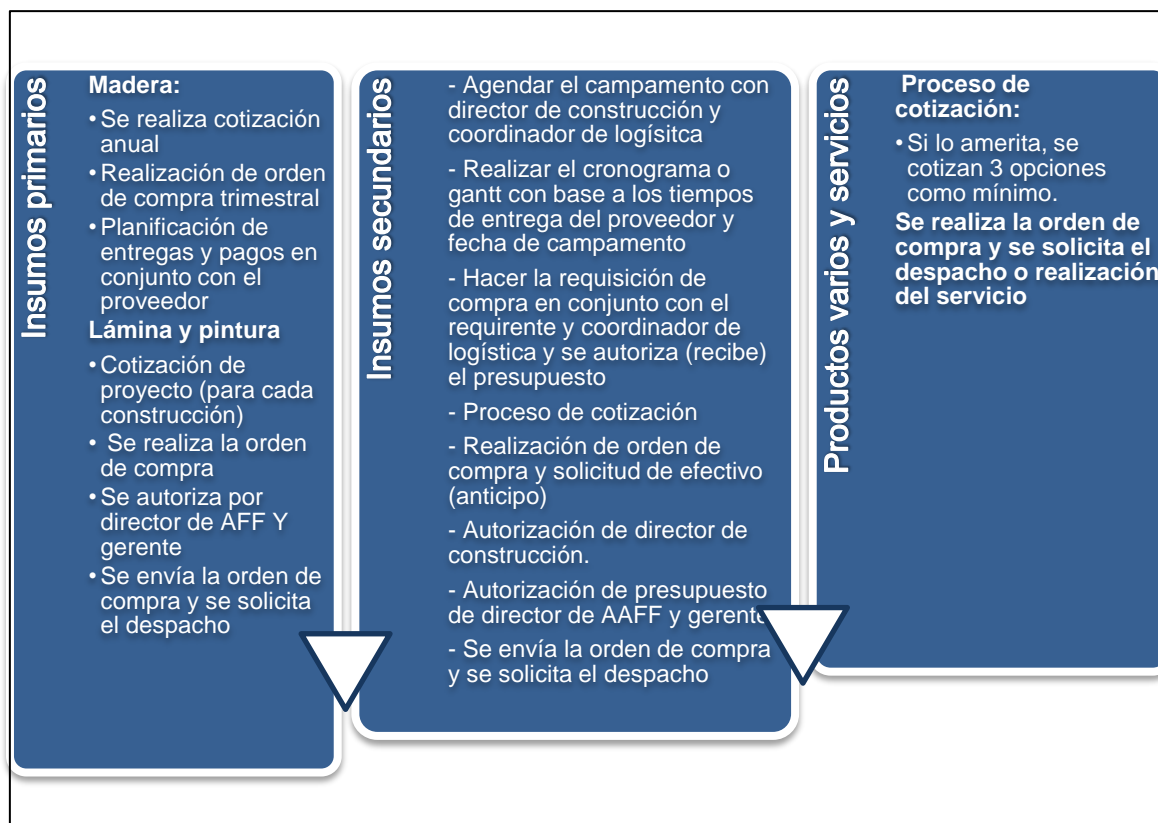 Insumos primarios
Madera:
• Se realiza cotización
anual
• Realización de orden
de compra trimestral
• Planificación de
entregas y pagos en
conjunto con el
proveedor
Lámina y pintura
• Cotización de
proyecto (para cada
construcción)
• Se realiza la orden
de compra
• Se autoriza por
director de AFF Y
gerente
• Se envía la orden de
compra y se solicita
el despacho
Insumos secundarios
- Agendar el campamento con
director de construcción y
coordinador de logísitca
- Realizar el cronograma o
gantt con base a los tiempos
de entrega del proveedor y
fecha de campamento
- Hacer la requisición de
compra en conjunto con el
requirente y coordinador de
logística y se autoriza (recibe)
el presupuesto
- Proceso de cotización
- Realización de orden de
compra y solicitud de efectivo
(anticipo)
- Autorización de director de
construcción.
- Autorización de presupuesto
de director de AAFF y gerente
- Se envía la orden de compra
y se solicita el despacho
Productos varios y servicios
Proceso de
cotización:
• Si lo amerita, se
cotizan 3 opciones
como mínimo.
Se realiza la orden de
compra y se solicita el
despacho o realización
del servicio